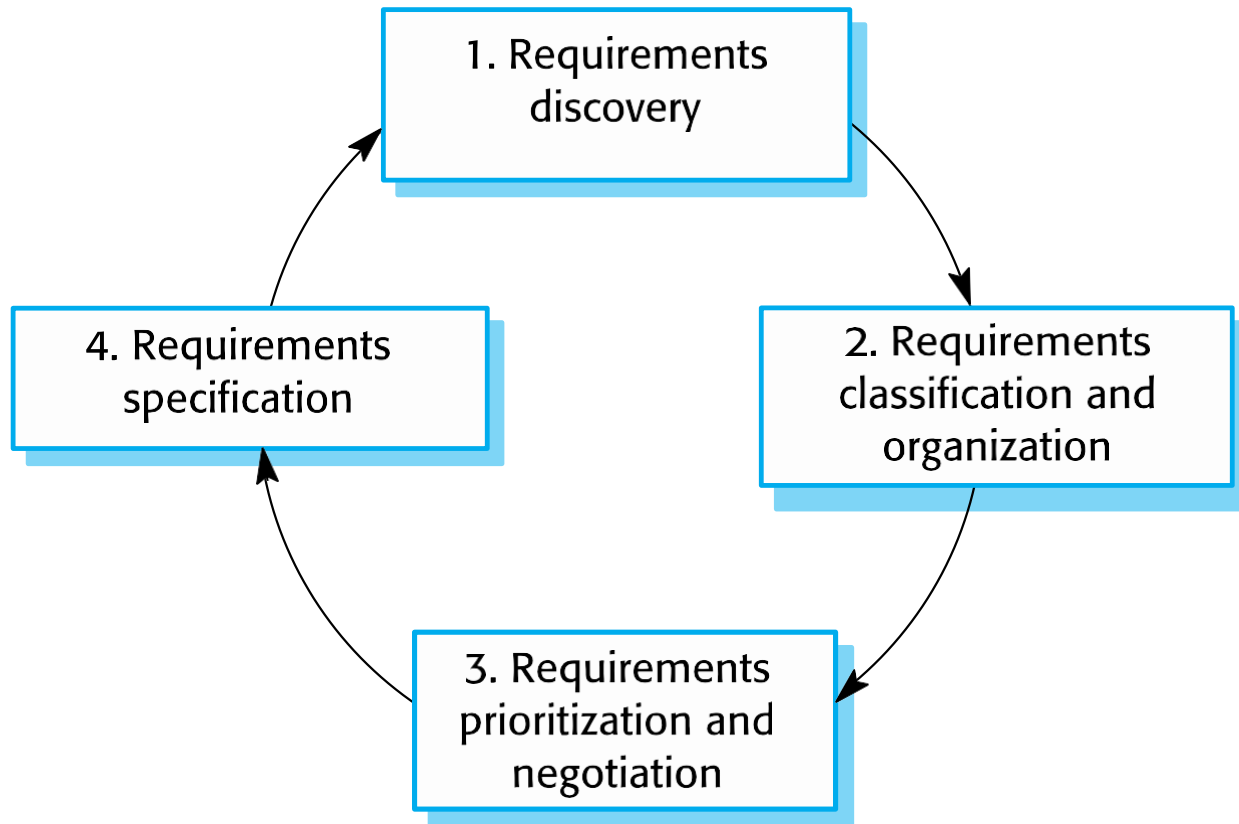 1. Requirements
discovery
2. Requirements
classification and
organization
3. Requirements
prioritization and
negotiation
4. Requirements
specification